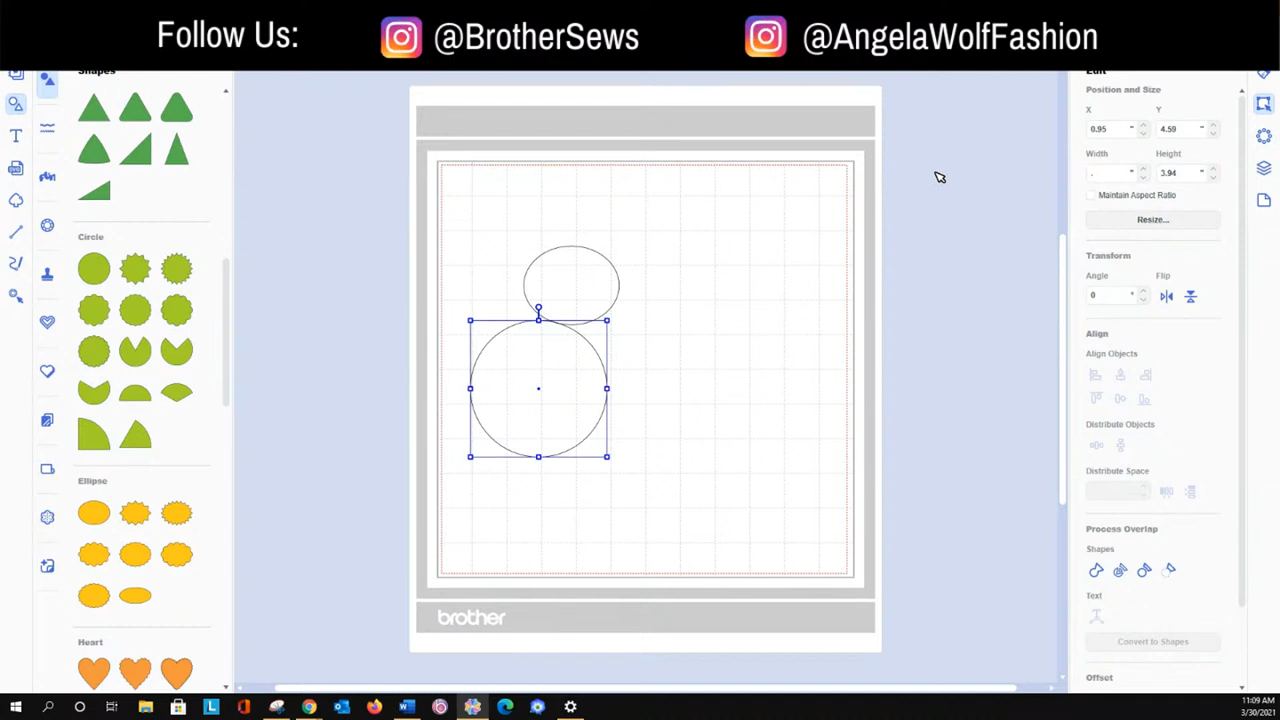 Follow Us: @BrotherSews @AngelaWolfFashion
Shapes
Circle
Ellipse
Heart
brother
Edit
Position and Size
X Y
0.95 " 4.59 "
Width Height
. " 3.94 "
Maintain Aspect Ratio
Resize...
Transform
Angle Flip
0 °
Align
Align Objects
Distribute Objects
Distribute Space
Process Overlap
Shapes
Text
Convert to Shapes
Offset
11:09 AM
3/30/2021